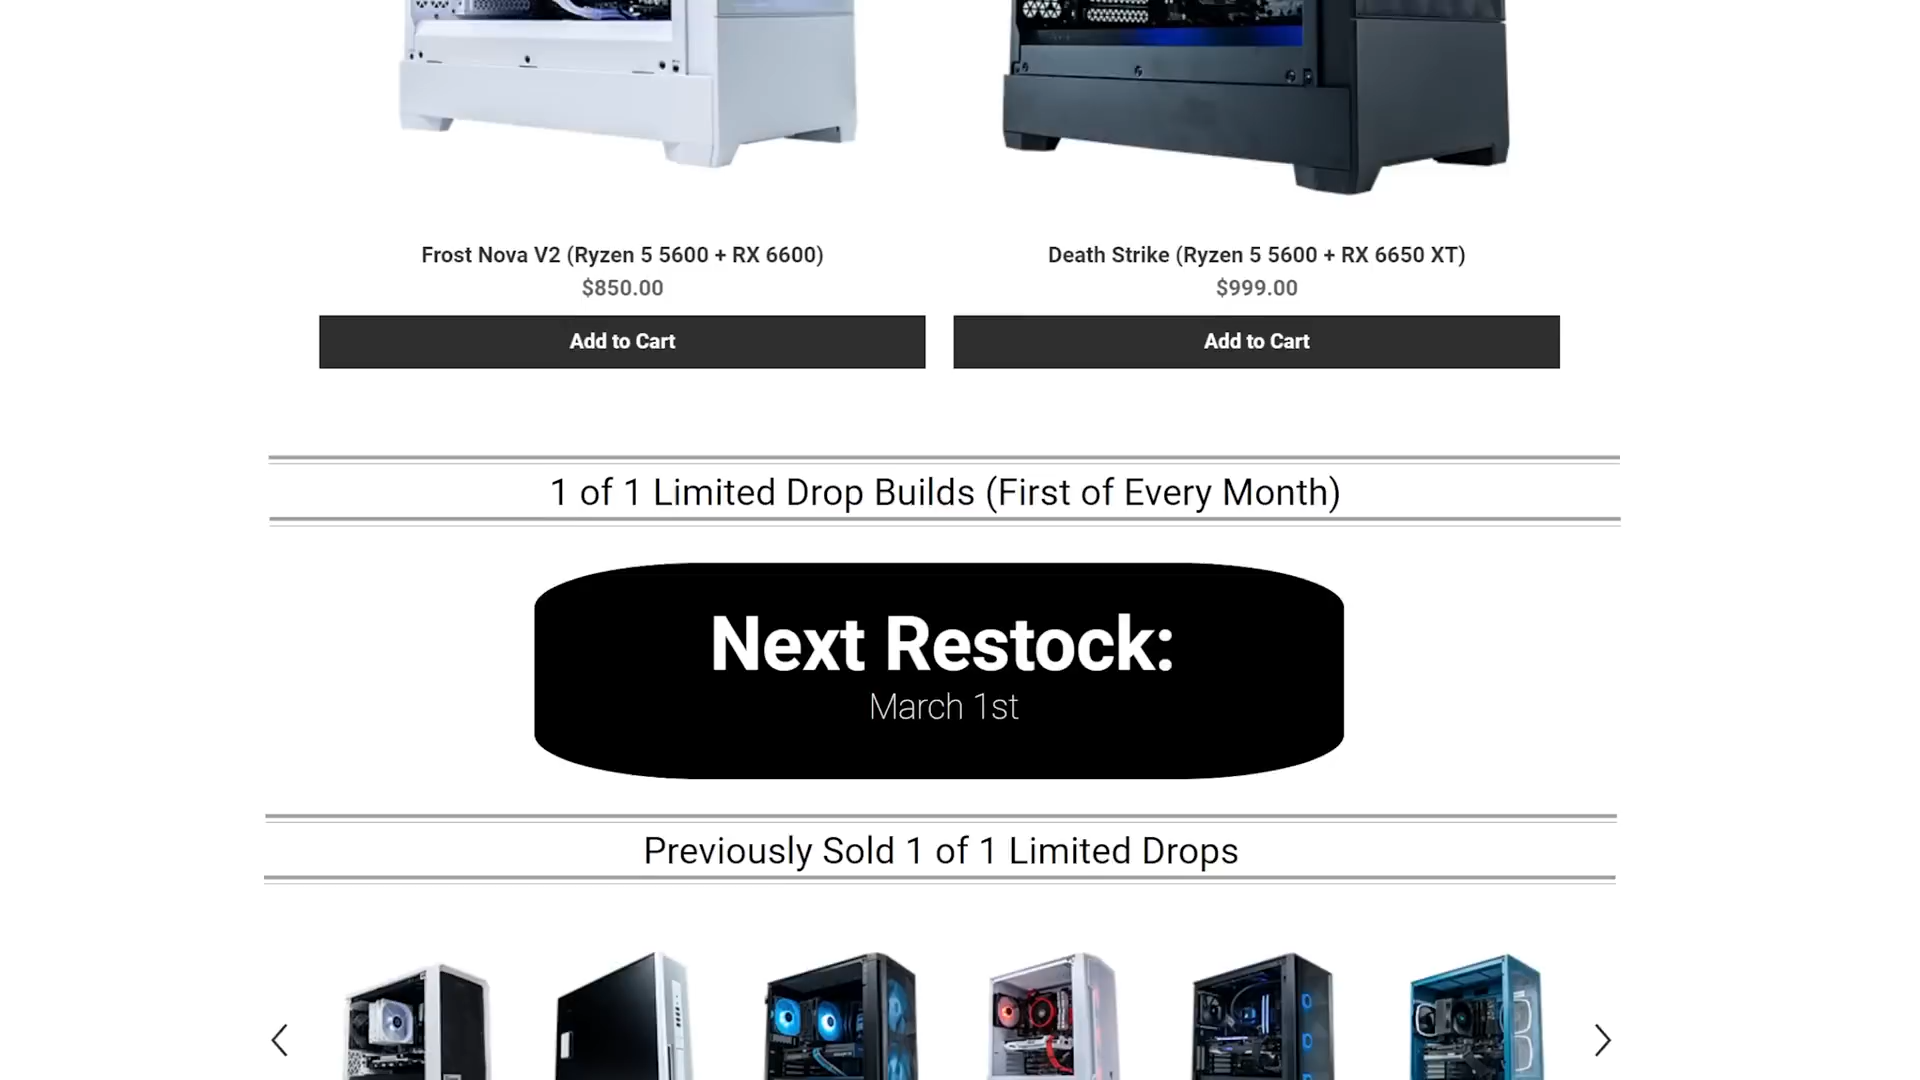 Frost Nova V2 (Ryzen 5 5600 + RX 6600)
$850.00
Add to Cart
Death Strike (Ryzen 5 5600 + RX 6650 XT)
$999.00
Add to Cart
1 of 1 Limited Drop Builds (First of Every Month)
Next Restock:
March 1st
Previously Sold 1 of 1 Limited Drops